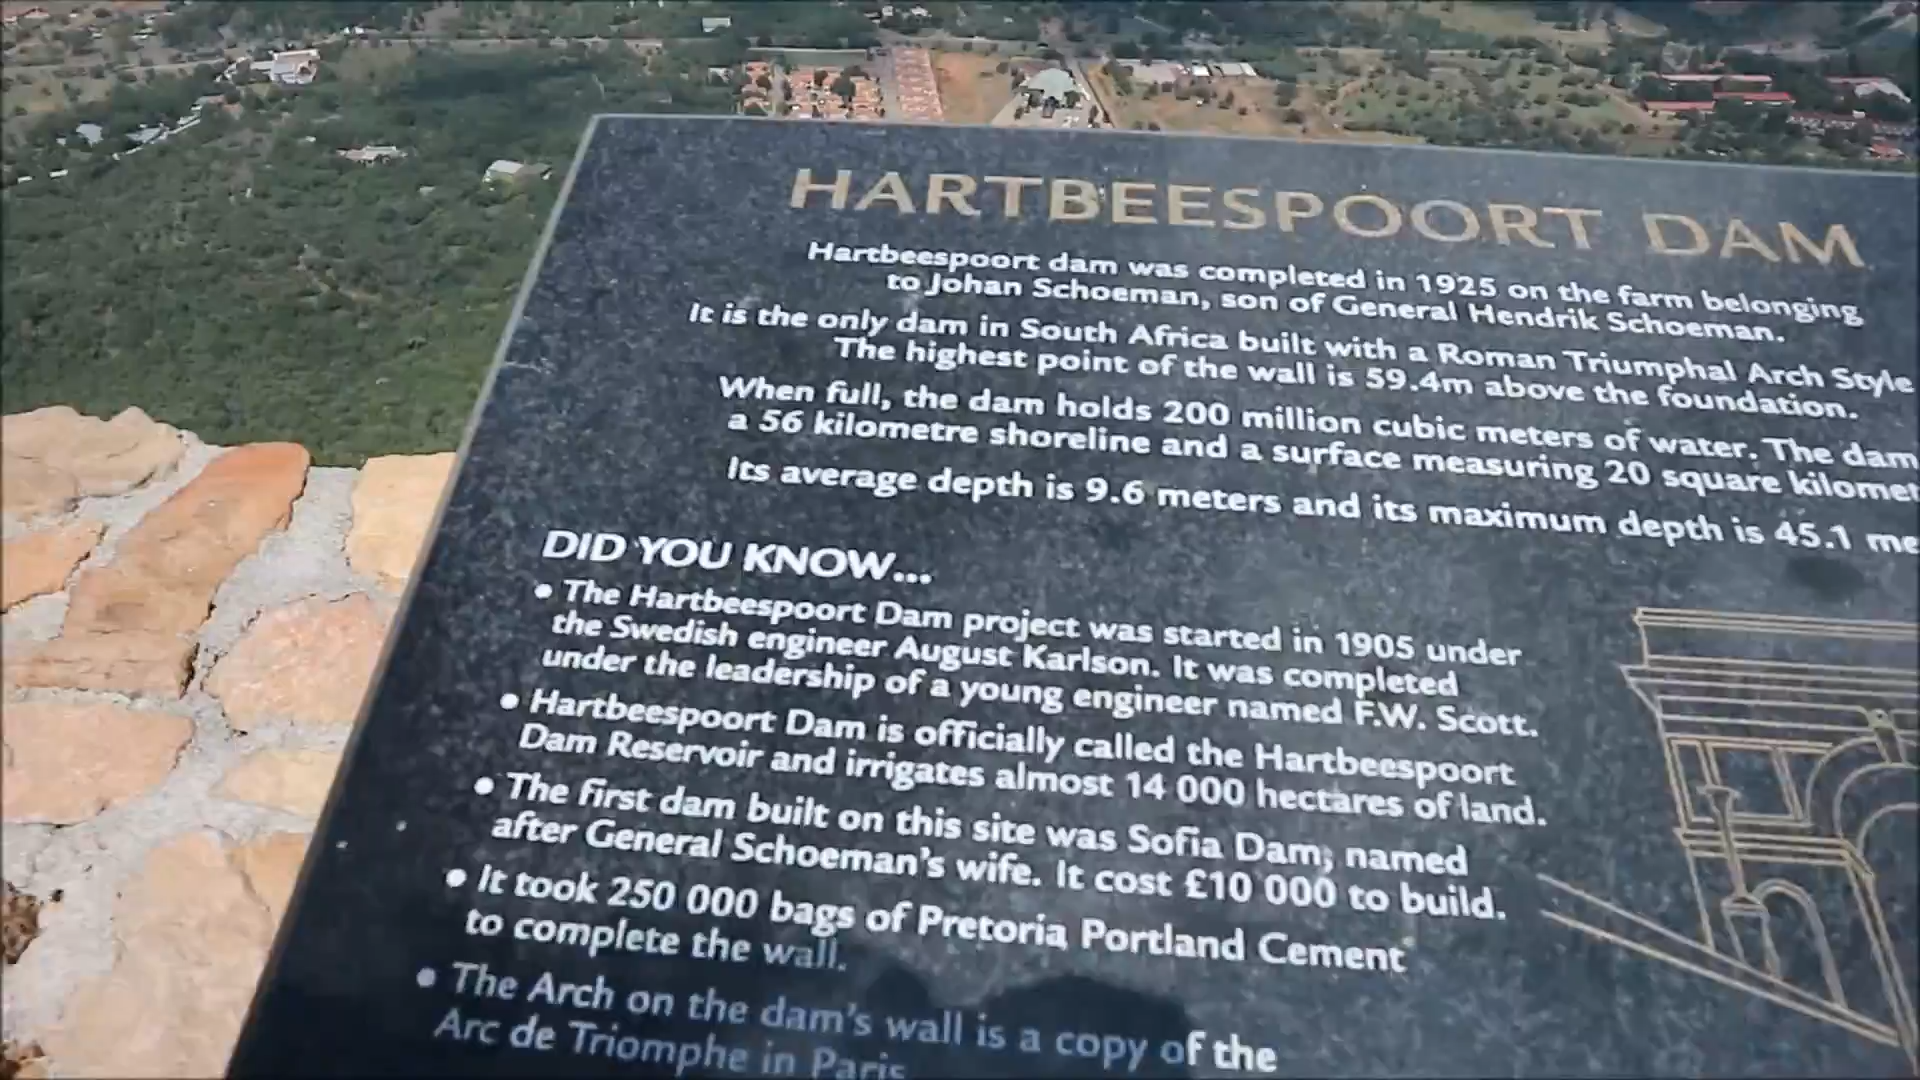 HARTBEESPOORT DAM
Hartbeespoort dam was completed in 1925 on the farm belonging
to Johan Schoeman, son of General Hendrik Schoeman.
It is the only dam in South Africa built with a Roman Triumphal Arch Style
The highest point of the wall is 59.4m above the foundation.
When full, the dam holds 200 million cubic meters of water. The dam
a 56 kilometre shoreline and a surface measuring 20 square kilomet
Its average depth is 9.6 meters and its maximum depth is 45.1 me
DID YOU KNOW...
• The Hartbeespoort Dam project was started in 1905 under
the Swedish engineer August Karlson. It was completed
under the leadership of a young engineer named F.W. Scott.
• Hartbeespoort Dam is officially called the Hartbeespoort
Dam Reservoir and irrigates almost 14 000 hectares of land.
• The first dam built on this site was Sofia Dam, named
after General Schoeman's wife. It cost £10 000 to build.
• It took 250 000 bags of Pretoria Portland Cement
to complete the wall.
• The Arch on the dam's wall is a copy of the
Arc de Triomphe in Paris